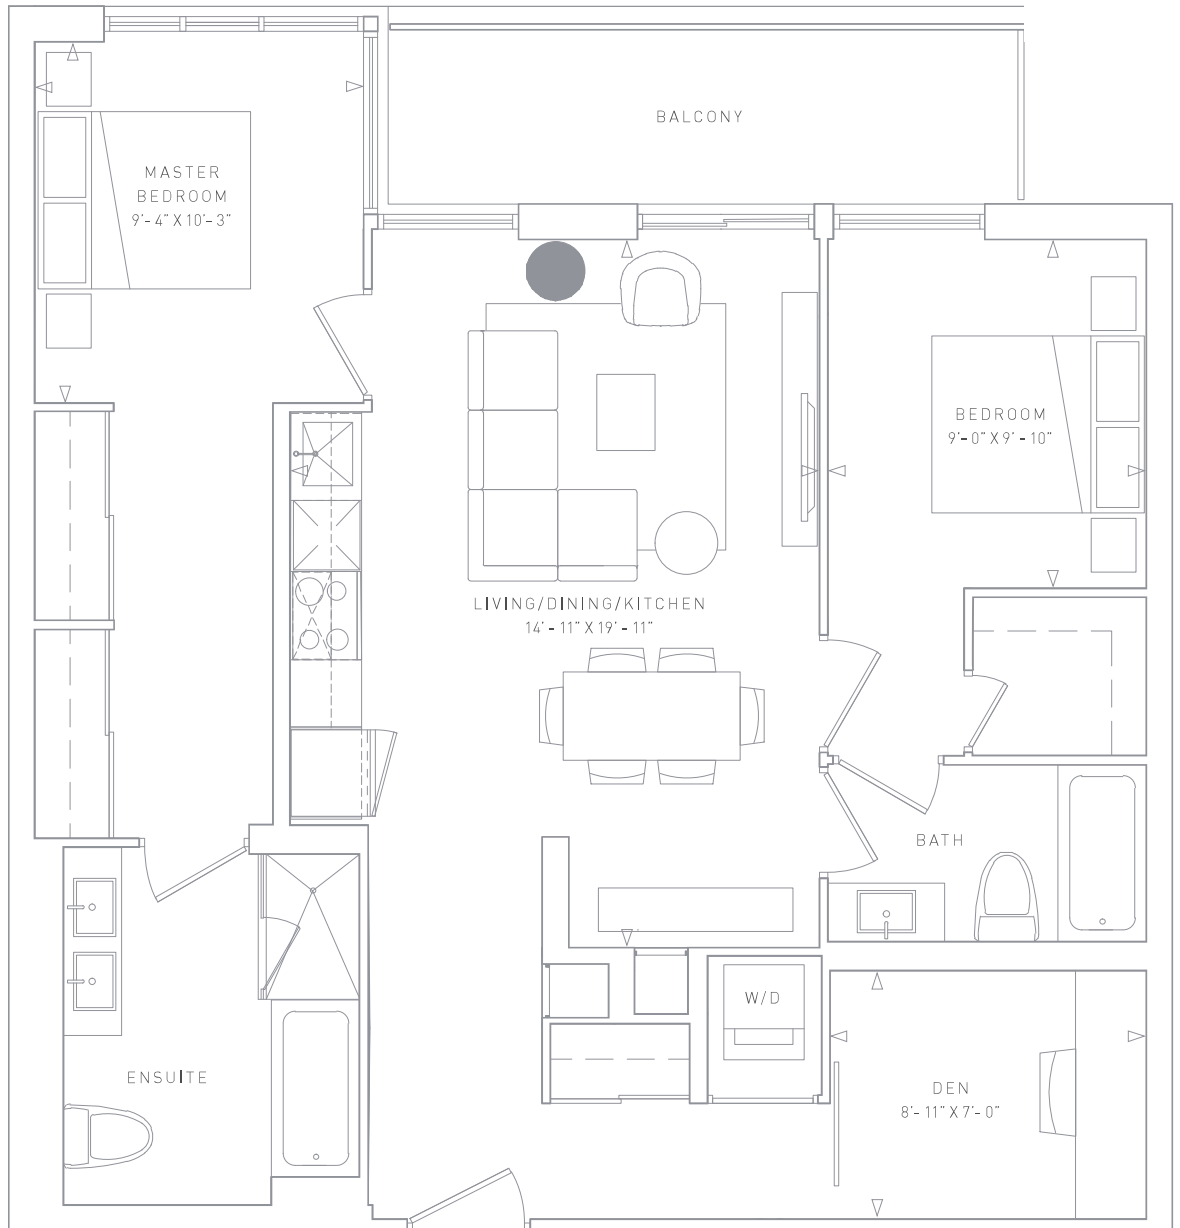 BALCONY
MASTER
BEDROOM
9'-4" X 10'-3"
BEDROOM
9'-0" X 9'-10"
LIVING/DINING/KITCHEN
14'-11" X 19'-11"
BATH
W/D
ENSUITE
DEN
8'-11" X 7'-0"